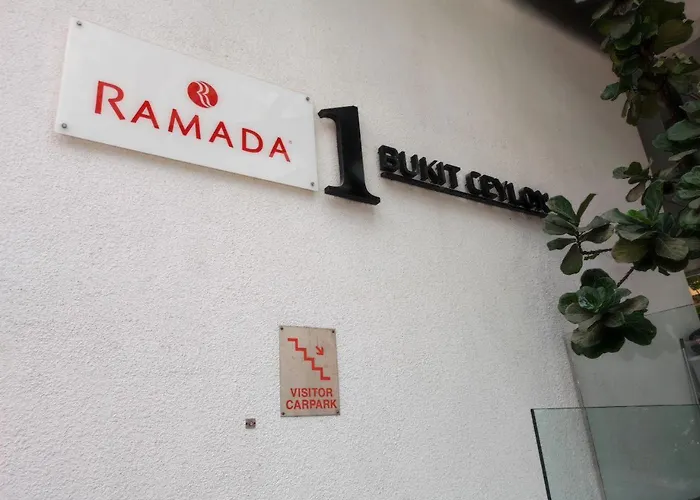 RAMADA
1 BUKIT CEYLON
VISITOR
CARPARK